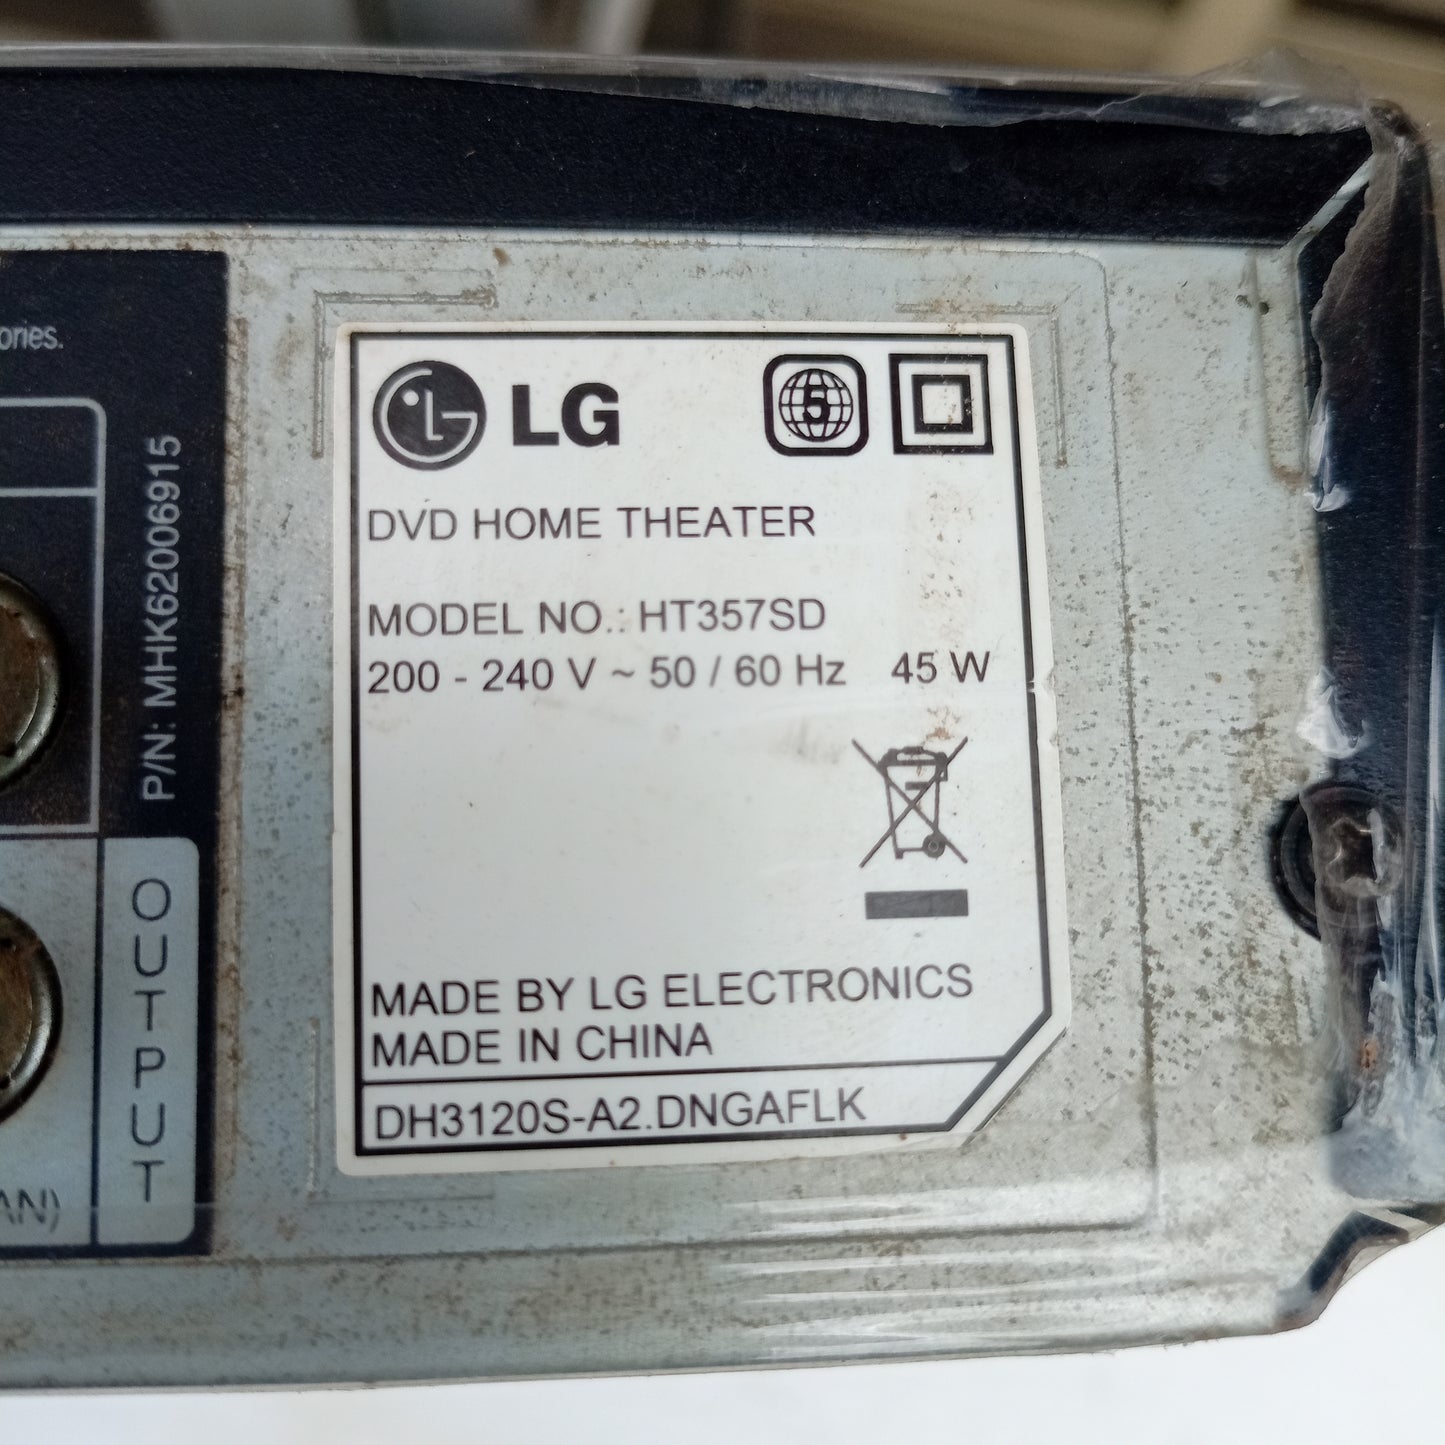 ories.
P/N: MHK62006915
OUTPUT
AN)
LG
5
DVD HOME THEATER
MODEL NO.: HT357SD
200 - 240 V ~ 50 / 60 Hz 45 W
MADE BY LG ELECTRONICS
MADE IN CHINA
DH3120S-A2.DNGAFLK